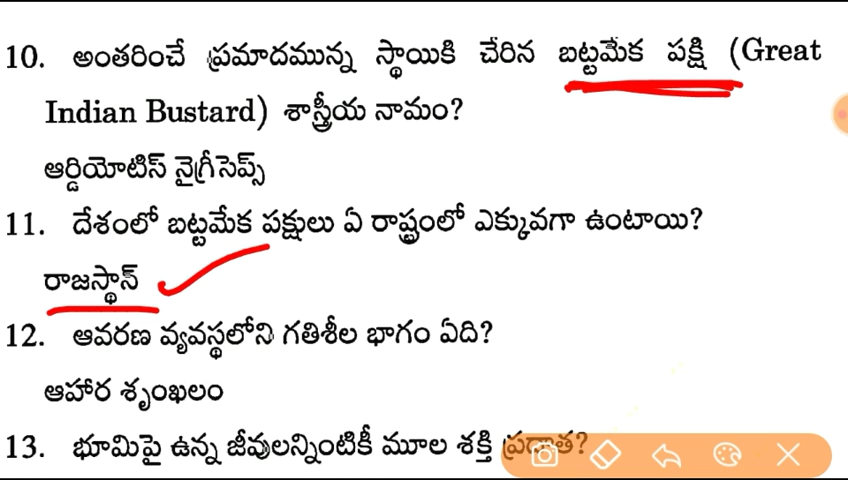 10. అంతరించే ప్రమాదమున్న స్థాయికి చేరిన బట్టమేక పక్షి (Great
Indian Bustard) శాస్త్రీయ నామం?
ఆర్డియోటిస్ నైగ్రీసెప్స్
11. దేశంలో బట్టమేక పక్షులు ఏ రాష్ట్రంలో ఎక్కువగా ఉంటాయి?
రాజస్థాన్
12. ఆవరణ వ్యవస్థలోని గతిశీల భాగం ఏది?
ఆహార శృంఖలం
13. భూమిపై ఉన్న జీవులన్నింటికీ మూల శక్తి ప్రదాత?